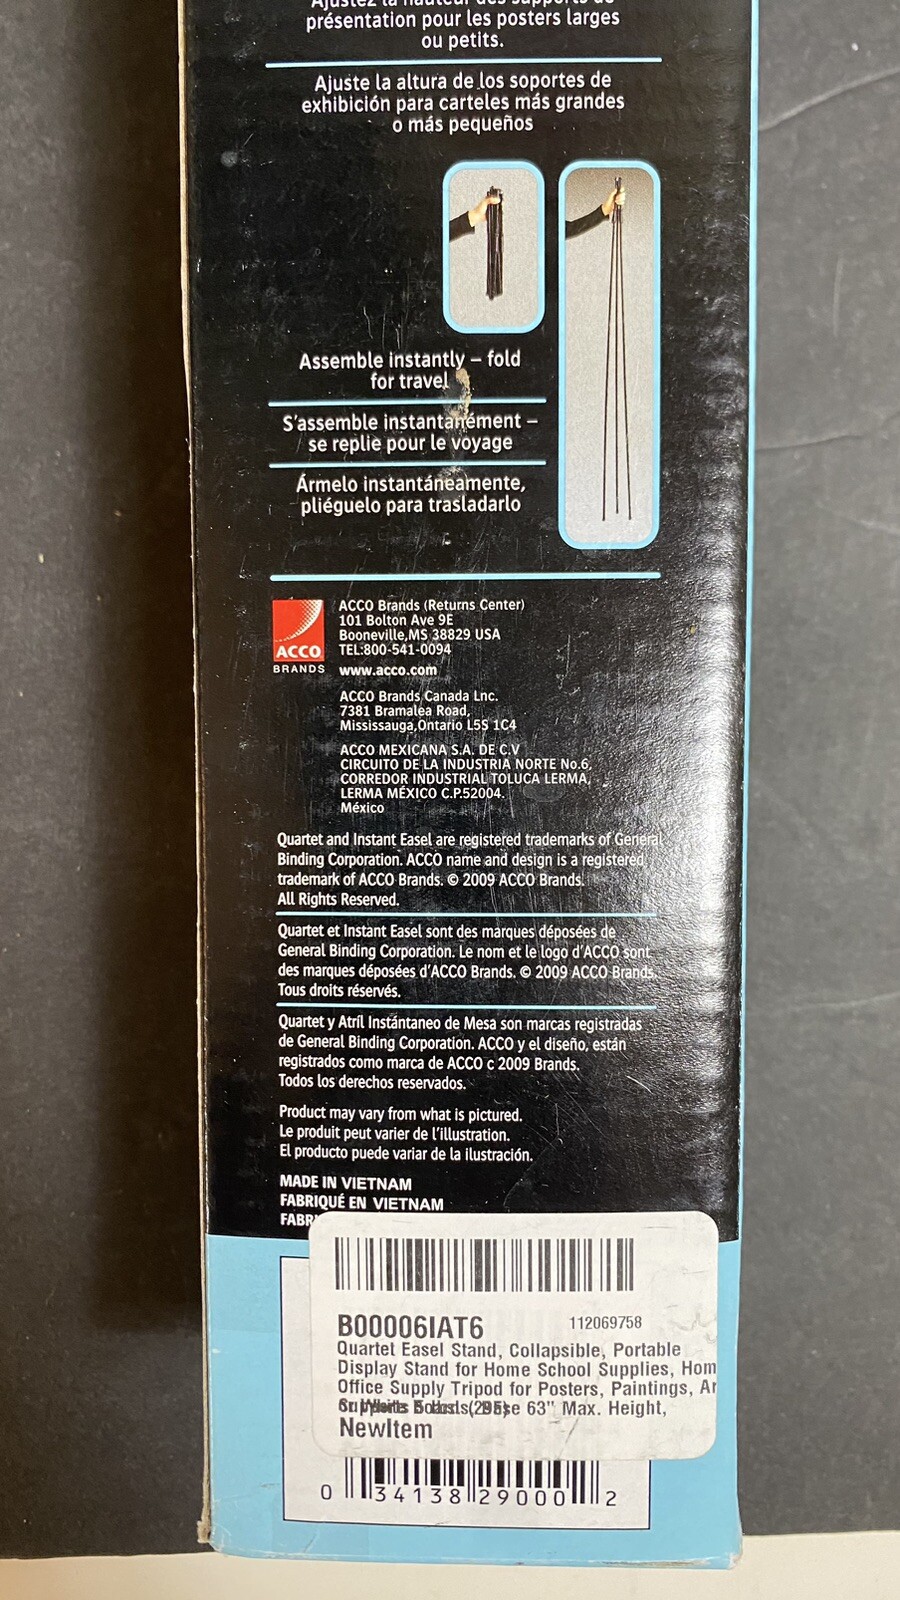 Ajustez la hauteur des supports de
présentation pour les posters larges
ou petits.
Ajuste la altura de los soportes de
exhibición para carteles más grandes
o más pequeños
Assemble instantly – fold
for travel
S'assemble instantanément –
se replie pour le voyage
Ármelo instantáneamente,
pliéguelo para trasladarlo
ACCO
BRANDS
ACCO Brands (Returns Center)
101 Bolton Ave 9E
Booneville,MS 38829 USA
TEL:800-541-0094
www.acco.com
ACCO Brands Canada Lnc.
7381 Bramalea Road,
Mississauga,Ontario L5S 1C4
ACCO MEXICANA S.A. DE C.V
CIRCUITO DE LA INDUSTRIA NORTE No.6,
CORREDOR INDUSTRIAL TOLUCA LERMA,
LERMA MÉXICO C.P.52004.
México
Quartet and Instant Easel are registered trademarks of General
Binding Corporation. ACCO name and design is a registered
trademark of ACCO Brands. © 2009 ACCO Brands.
All Rights Reserved.
Quartet et Instant Easel sont des marques déposées de
General Binding Corporation. Le nom et le logo d'ACCO sont
des marques déposées d'ACCO Brands. © 2009 ACCO Brands.
Tous droits réservés.
Quartet y Atríl Instántaneo de Mesa son marcas registradas
de General Binding Corporation. ACCO y el diseño, están
registrados como marca de ACCO c 2009 Brands.
Todos los derechos reservados.
Product may vary from what is pictured.
Le produit peut varier de l'illustration.
El producto puede variar de la ilustración.
MADE IN VIETNAM
FABRIQUÉ EN VIETNAM
FABR
B00006IAT6 112069758
Quartet Easel Stand, Collapsible, Portable
Display Stand for Home School Supplies, Hom
Office Supply Tripod for Posters, Paintings, Ar
63" Max. Height,
NewItem
0 34138 29000 2